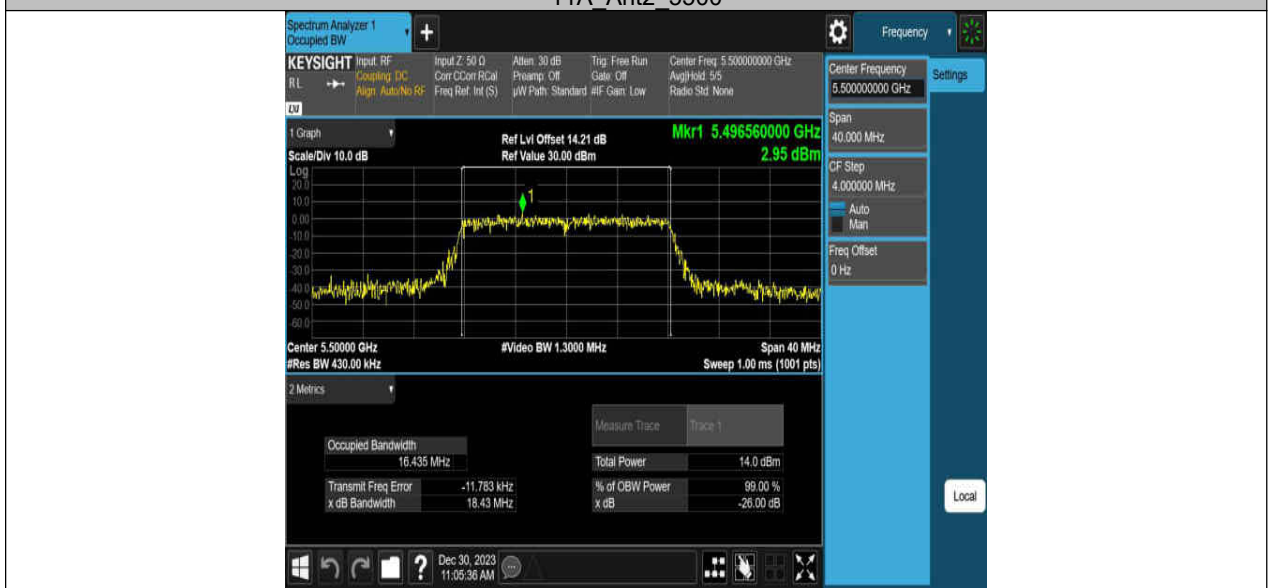 11A_Ant2_5500
Spectrum Analyzer 1
Occupied BW
+
Frequency
KEYSIGHT
RL
LXI
Input: RF
Coupling: DC
Align: Auto/No RF
Input Z: 50 Ω
Corr CCorr RCal
Freq Ref: Int (S)
Atten: 30 dB
Preamp: Off
µW Path: Standard
Trig: Free Run
Gate: Off
#IF Gain: Low
Center Freq: 5.500000000 GHz
Avg|Hold: 5/5
Radio Std: None
Center Frequency
5.500000000 GHz
Settings
Span
40.000 MHz
CF Step
4.000000 MHz
Auto
Man
Freq Offset
0 Hz
Local
1 Graph
Scale/Div 10.0 dB
Ref Lvl Offset 14.21 dB
Ref Value 30.00 dBm
Mkr1 5.496560000 GHz
2.95 dBm
Log
20.0
10.0
0.00
-10.0
-20.0
-30.0
-40.0
-50.0
-60.0
1
Center 5.50000 GHz
#Res BW 430.00 kHz
#Video BW 1.3000 MHz
Span 40 MHz
Sweep 1.00 ms (1001 pts)
2 Metrics
Measure Trace
Trace 1
Occupied Bandwidth
16.435 MHz
Total Power
14.0 dBm
Transmit Freq Error
-11.783 kHz
% of OBW Power
99.00 %
x dB Bandwidth
18.43 MHz
x dB
-26.00 dB
?
Dec 30, 2023
11:05:36 AM